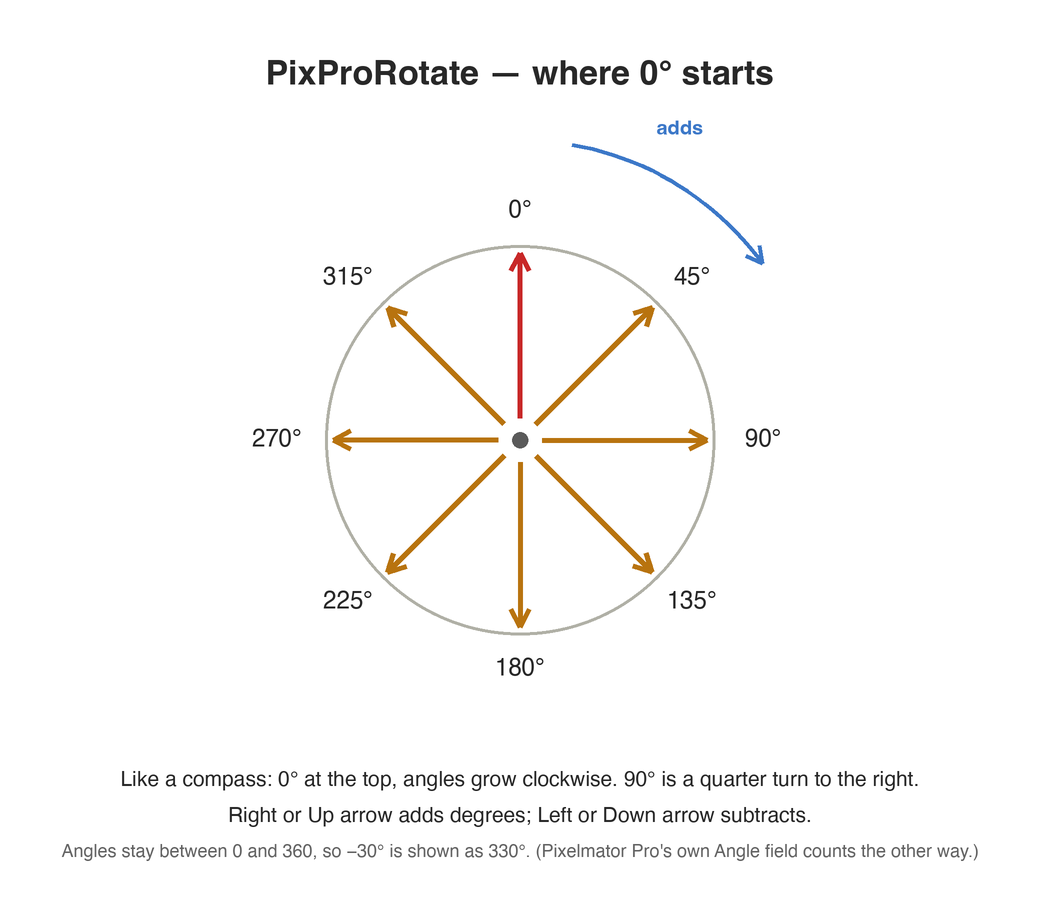 PixProRotate — where 0° starts
adds
0°
315°
45°
270°
90°
225°
135°
180°
Like a compass: 0° at the top, angles grow clockwise. 90° is a quarter turn to the right.
Right or Up arrow adds degrees; Left or Down arrow subtracts.
Angles stay between 0 and 360, so −30° is shown as 330°. (Pixelmator Pro's own Angle field counts the other way.)